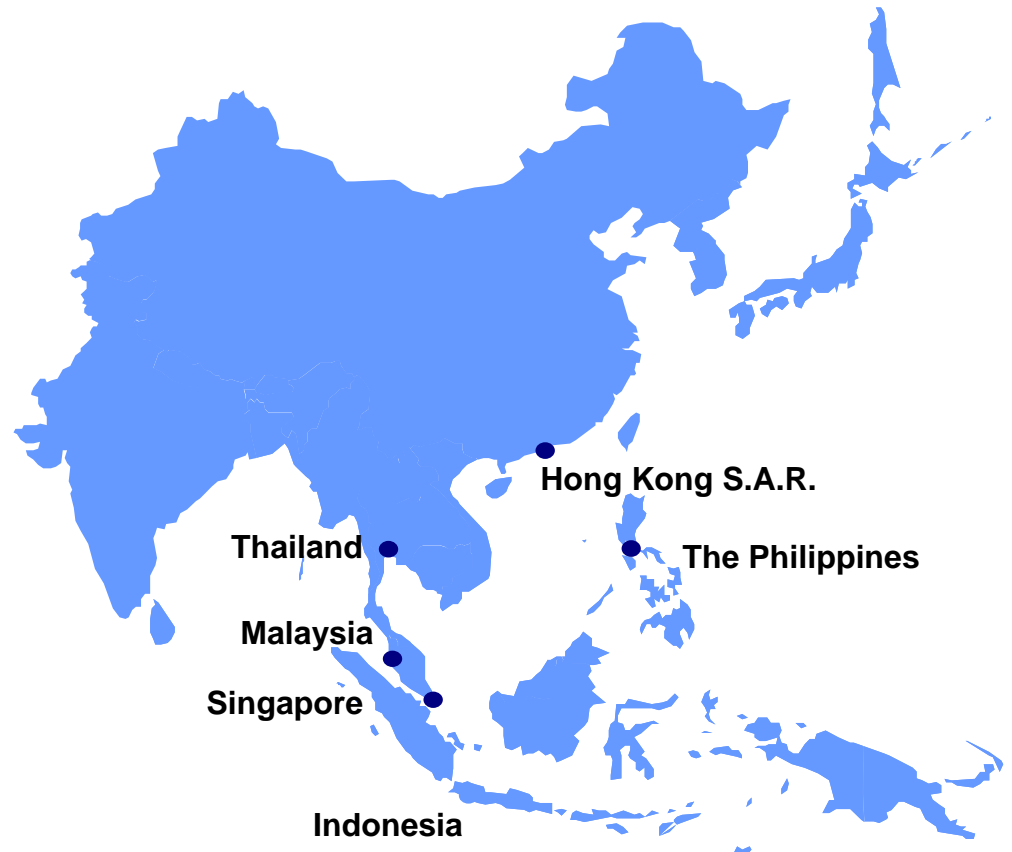 Hong Kong S.A.R.
Thailand
The Philippines
Malaysia
Singapore
Indonesia